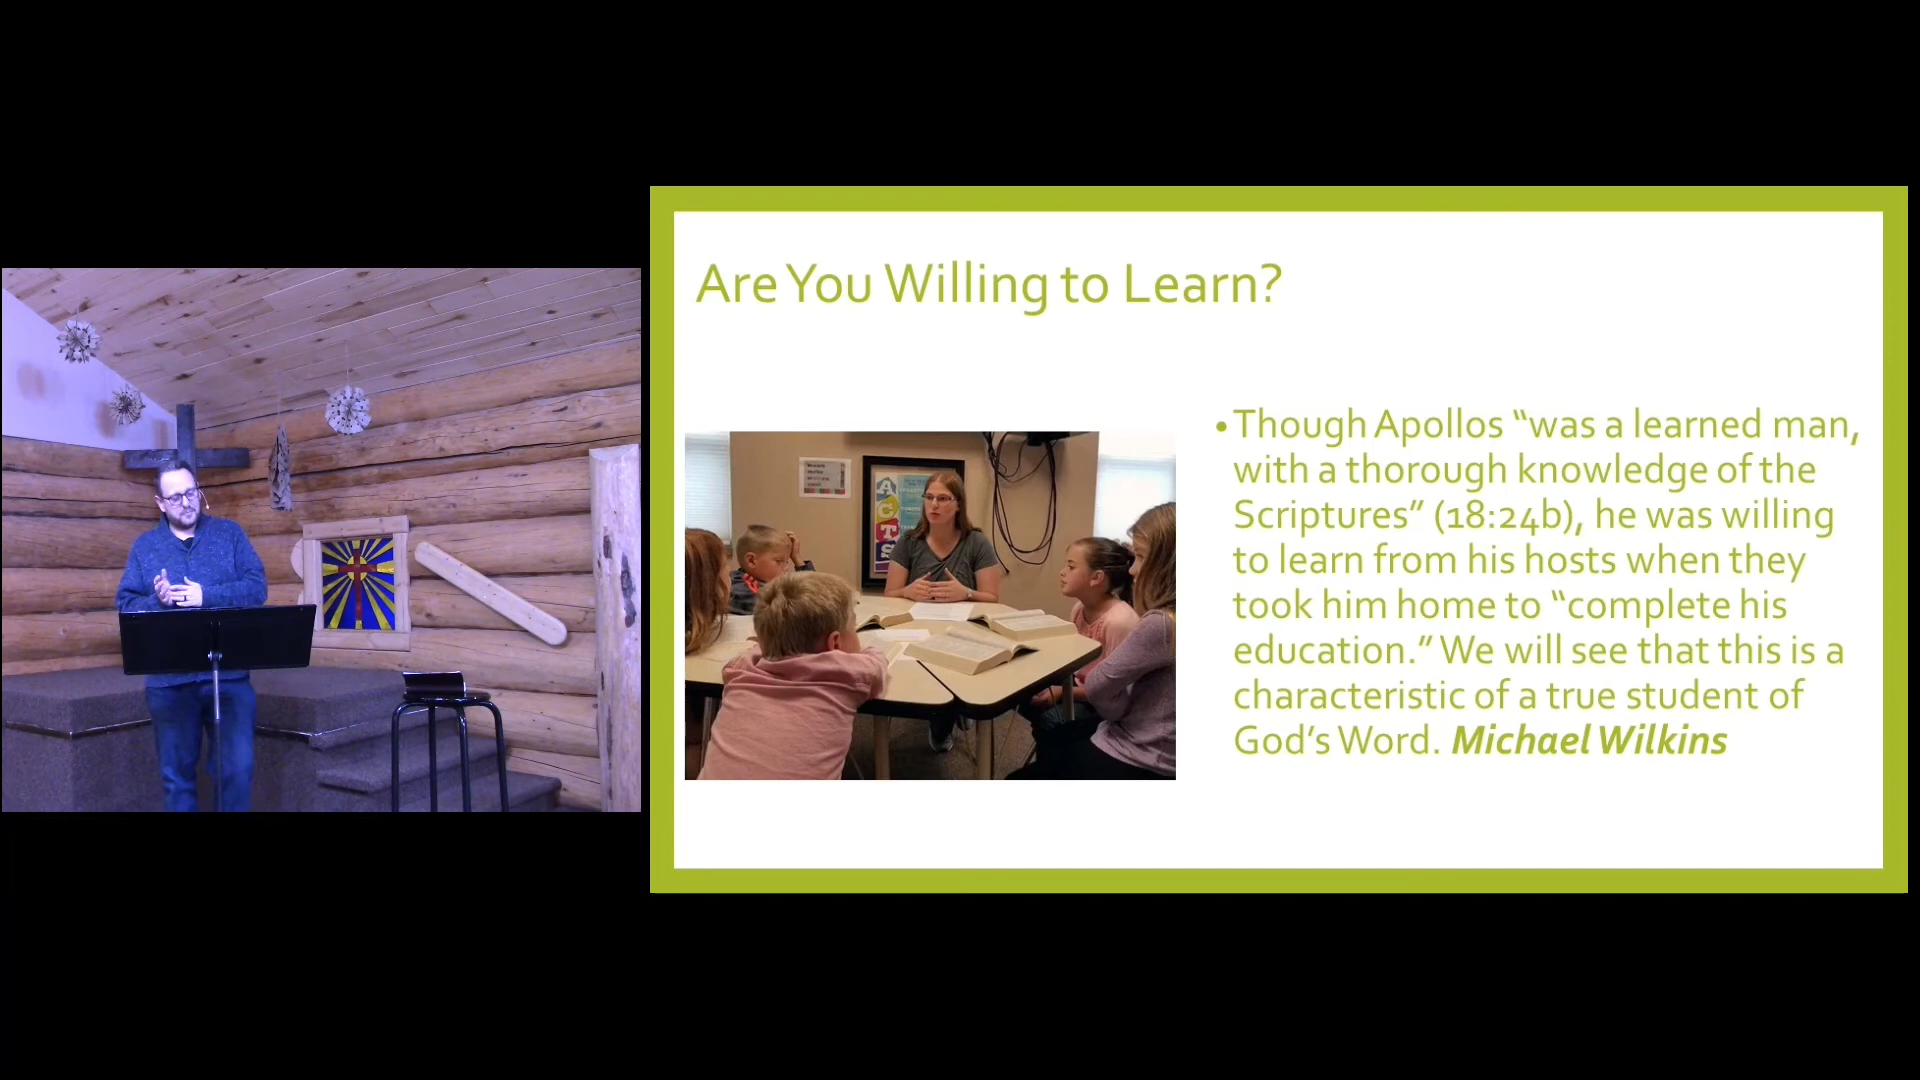 Are You Willing to Learn?
• Though Apollos “was a learned man,
with a thorough knowledge of the
Scriptures” (18:24b), he was willing
to learn from his hosts when they
took him home to “complete his
education.” We will see that this is a
characteristic of a true student of
God’s Word. Michael Wilkins
ACTS